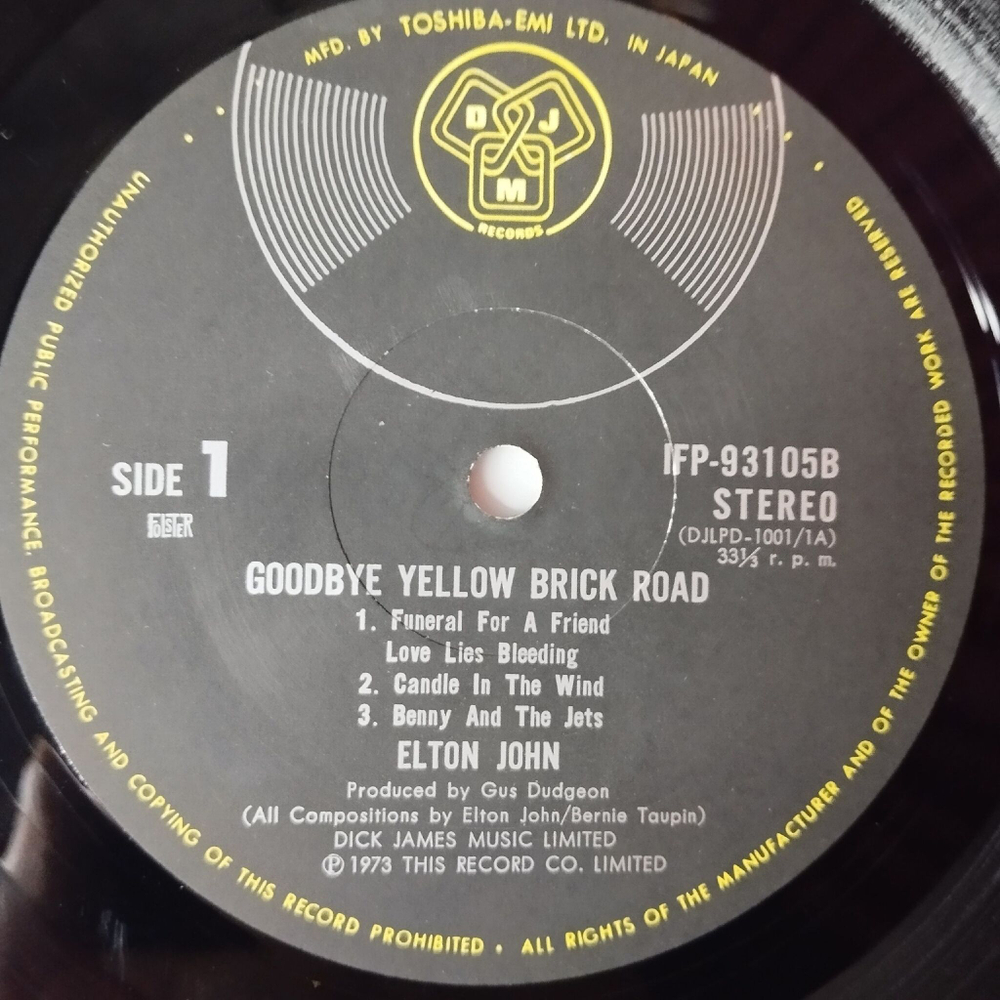 MFD. BY TOSHIBA-EMI LTD. IN JAPAN
D J
M
RECORDS
UNAUTHORIZED PUBLIC PERFORMANCE, BROADCASTING AND COPYING OF THIS RECORD PROHIBITED • ALL RIGHTS OF THE MANUFACTURER AND OF THE OWNER OF THE RECORDED WORK ARE RESERVED
SIDE 1
IFP-93105B
STEREO
(DJLPD-1001/1A)
33⅓ r. p. m.
GOODBYE YELLOW BRICK ROAD
1. Funeral For A Friend
Love Lies Bleeding
2. Candle In The Wind
3. Benny And The Jets
ELTON JOHN
Produced by Gus Dudgeon
(All Compositions by Elton John/Bernie Taupin)
DICK JAMES MUSIC LIMITED
℗ 1973 THIS RECORD CO. LIMITED